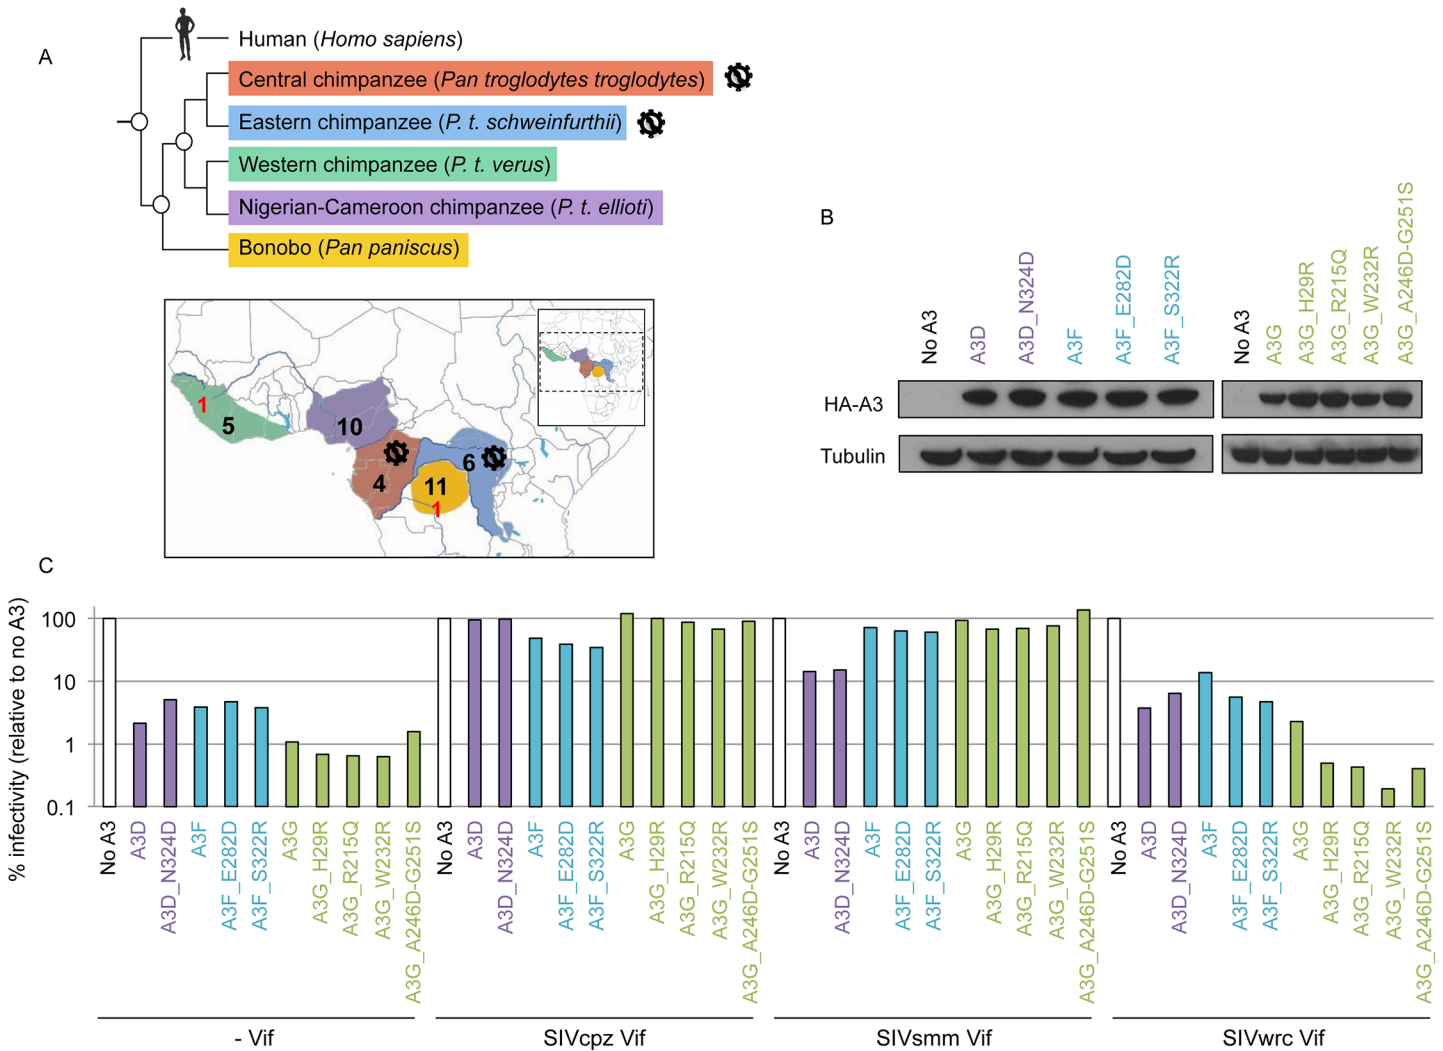 A
Human (Homo sapiens)
Central chimpanzee (Pan troglodytes troglodytes)
Eastern chimpanzee (P. t. schweinfurthii)
Western chimpanzee (P. t. verus)
Nigerian-Cameroon chimpanzee (P. t. ellioti)
Bonobo (Pan paniscus)
1
5
10
4
6
11
1
B
No A3
A3D
A3D_N324D
A3F
A3F_E282D
A3F_S322R
No A3
A3G
A3G_H29R
A3G_R215Q
A3G_W232R
A3G_A246D-G251S
HA-A3
Tubulin
C
% infectivity (relative to no A3)
100
10
1
0.1
No A3
A3D
A3D_N324D
A3F
A3F_E282D
A3F_S322R
A3G
A3G_H29R
A3G_R215Q
A3G_W232R
A3G_A246D-G251S
No A3
A3D
A3D_N324D
A3F
A3F_E282D
A3F_S322R
A3G
A3G_H29R
A3G_R215Q
A3G_W232R
A3G_A246D-G251S
No A3
A3D
A3D_N324D
A3F
A3F_E282D
A3F_S322R
A3G
A3G_H29R
A3G_R215Q
A3G_W232R
A3G_A246D-G251S
No A3
A3D
A3D_N324D
A3F
A3F_E282D
A3F_S322R
A3G
A3G_H29R
A3G_R215Q
A3G_W232R
A3G_A246D-G251S
- Vif
SIVcpz Vif
SIVsmm Vif
SIVwrc Vif